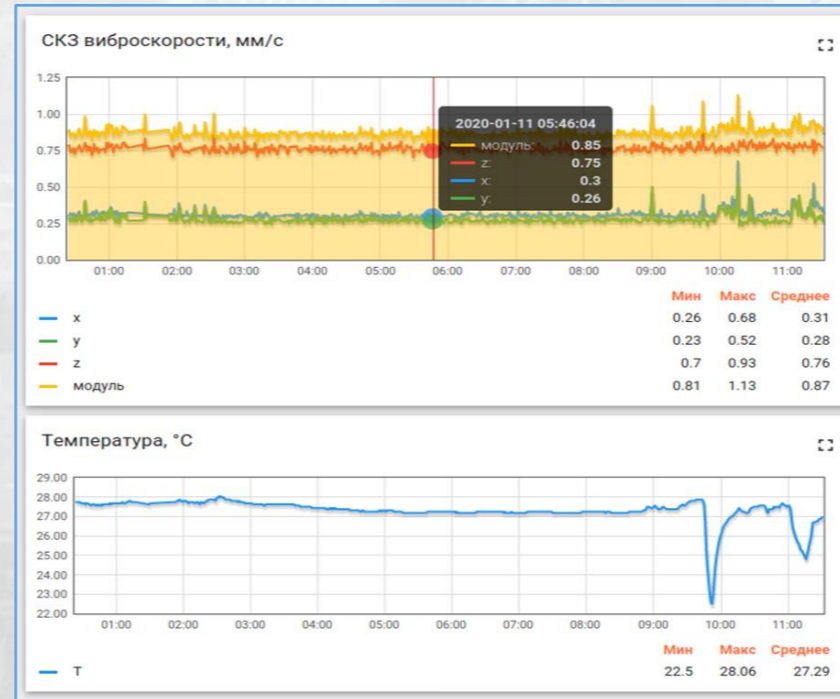 СКЗ виброскорости, мм/с
1.25
1.00
0.75
0.50
0.25
0.00
2020-01-11 05:46:04
модуль: 0.85
z: 0.75
x: 0.3
y: 0.26
01:00 02:00 03:00 04:00 05:00 06:00 07:00 08:00 09:00 10:00 11:00
Мин Макс Среднее
x 0.26 0.68 0.31
y 0.23 0.52 0.28
z 0.7 0.93 0.76
модуль 0.81 1.13 0.87
Температура, °C
29.00
28.00
27.00
26.00
25.00
24.00
23.00
22.00
01:00 02:00 03:00 04:00 05:00 06:00 07:00 08:00 09:00 10:00 11:00
Мин Макс Среднее
T 22.5 28.06 27.29